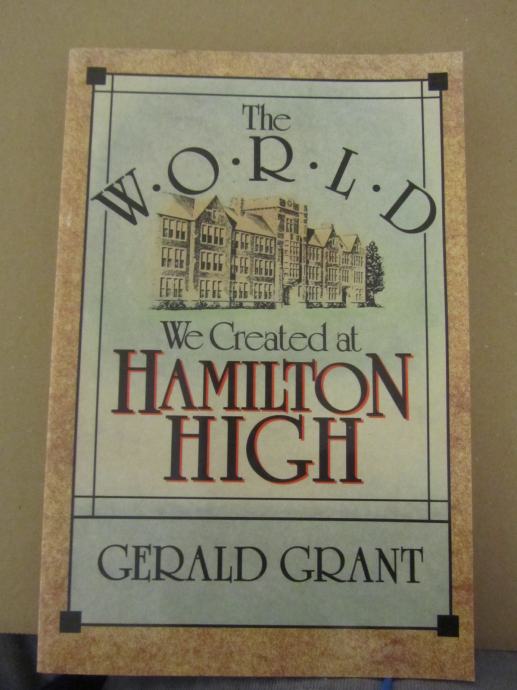 The
W·O·R·L·D
We Created at
HAMILTON
HIGH
GERALD GRANT